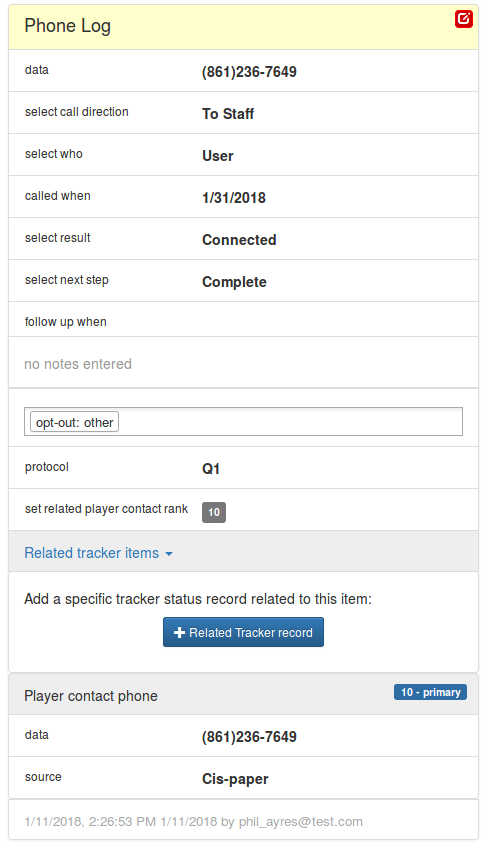 Phone Log
data (861)236-7649
select call direction To Staff
select who User
called when 1/31/2018
select result Connected
select next step Complete
follow up when
no notes entered
opt-out: other
protocol Q1
set related player contact rank 10
Related tracker items
Add a specific tracker status record related to this item:
Related Tracker record
Player contact phone 10 - primary
data (861)236-7649
source Cis-paper
1/11/2018, 2:26:53 PM 1/11/2018 by phil_ayres@test.com